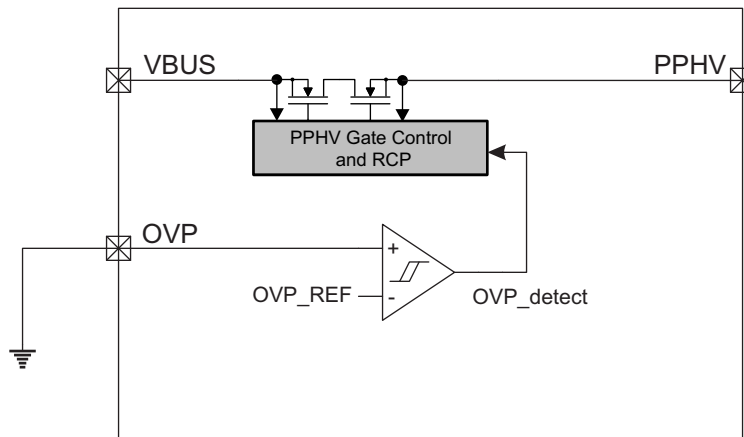 VBUS
PPHV
PPHV Gate Control
and RCP
OVP
+
OVP_REF
-
OVP_detect